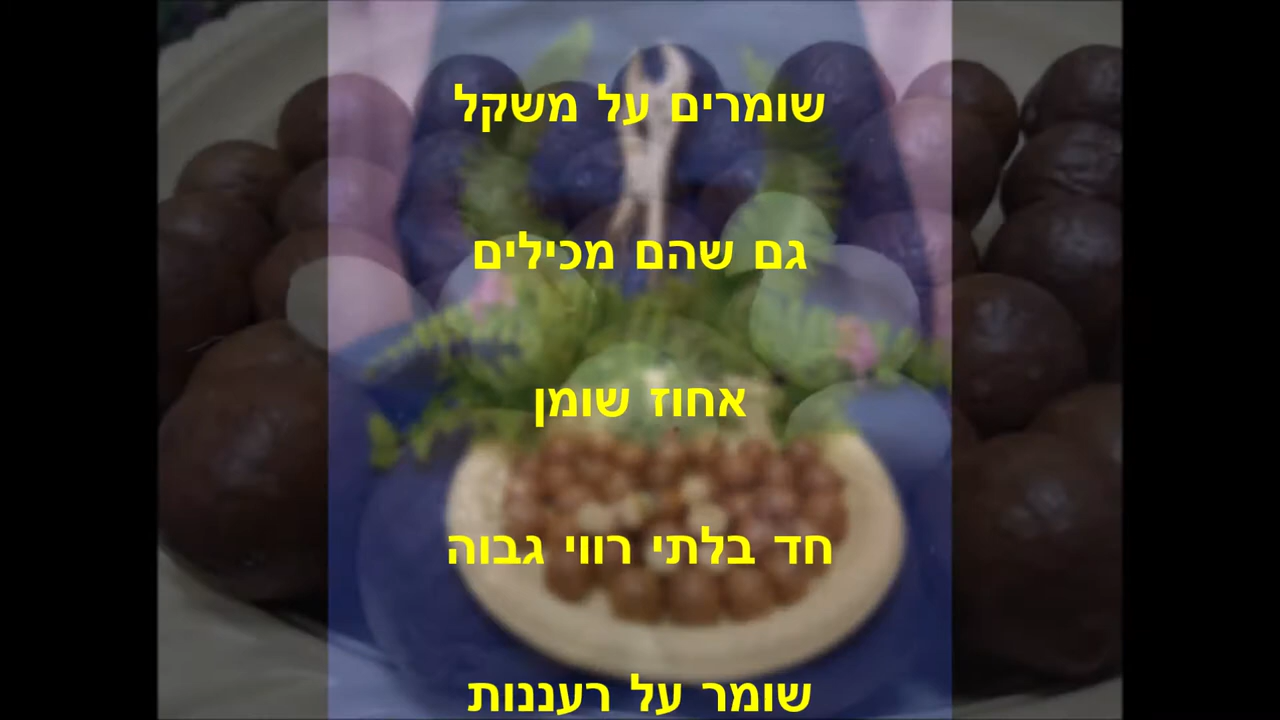 שומרים על משקל
גם שהם מכילים
אחוז שומן
חד בלתי רווי גבוה
שומר על רעננות